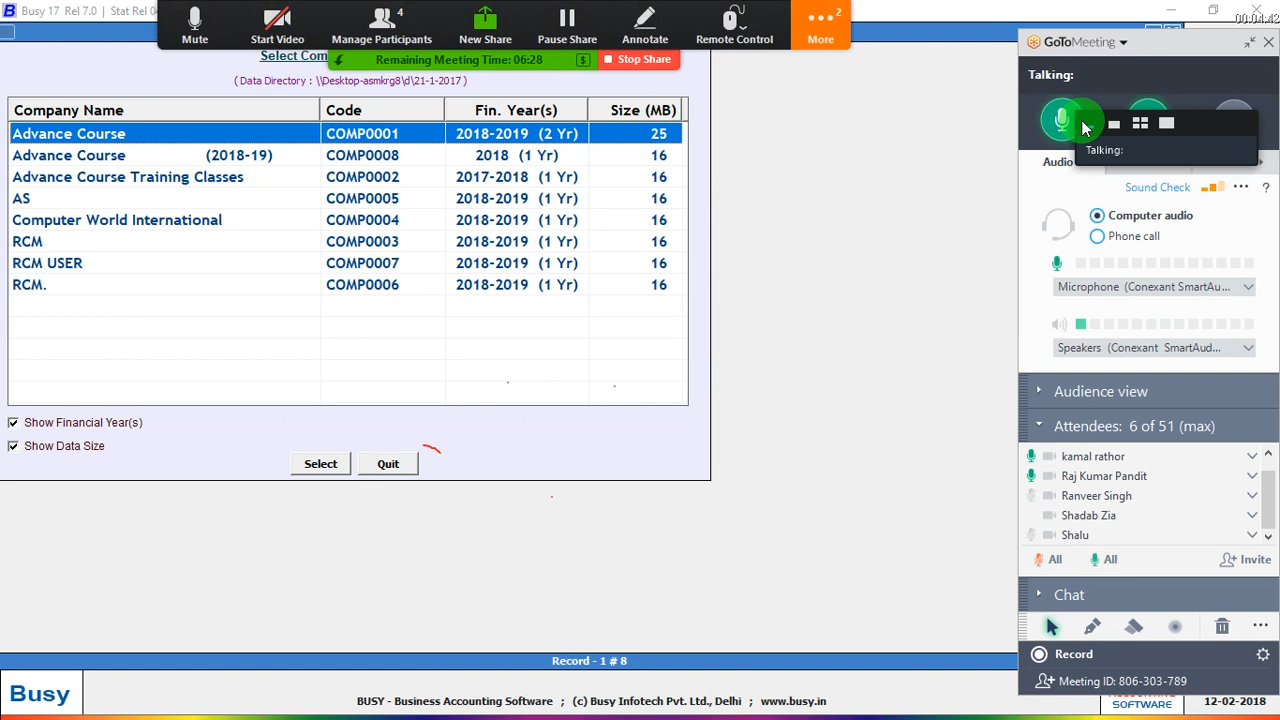 Busy 17 Rel 7.0 | Stat Rel 0
00:04:42
Mute
Start Video
4
Manage Participants
New Share
Pause Share
Annotate
Remote Control
2
More
Select Com
Remaining Meeting Time: 06:28
$
Stop Share
( Data Directory : \\Desktop-asmkrg8\d\21-1-2017 )
Company Name Code Fin. Year(s) Size (MB)
Advance Course COMP0001 2018-2019 (2 Yr) 25
Advance Course (2018-19) COMP0008 2018 (1 Yr) 16
Advance Course Training Classes COMP0002 2017-2018 (1 Yr) 16
AS COMP0005 2018-2019 (1 Yr) 16
Computer World International COMP0004 2018-2019 (1 Yr) 16
RCM COMP0003 2018-2019 (1 Yr) 16
RCM USER COMP0007 2018-2019 (1 Yr) 16
RCM. COMP0006 2018-2019 (1 Yr) 16
Show Financial Year(s)
Show Data Size
Select Quit
GoToMeeting
Talking:
Talking:
Audio
Sound Check
?
Computer audio
Phone call
Microphone (Conexant SmartAu...
Speakers (Conexant SmartAud...
Audience view
Attendees: 6 of 51 (max)
kamal rathor
Raj Kumar Pandit
Ranveer Singh
Shadab Zia
Shalu
All All Invite
Chat
Record
Meeting ID: 806-303-789
Record - 1 # 8
Busy
BUSY - Business Accounting Software ; (c) Busy Infotech Pvt. Ltd., Delhi ; www.busy.in
SOFTWARE
12-02-2018